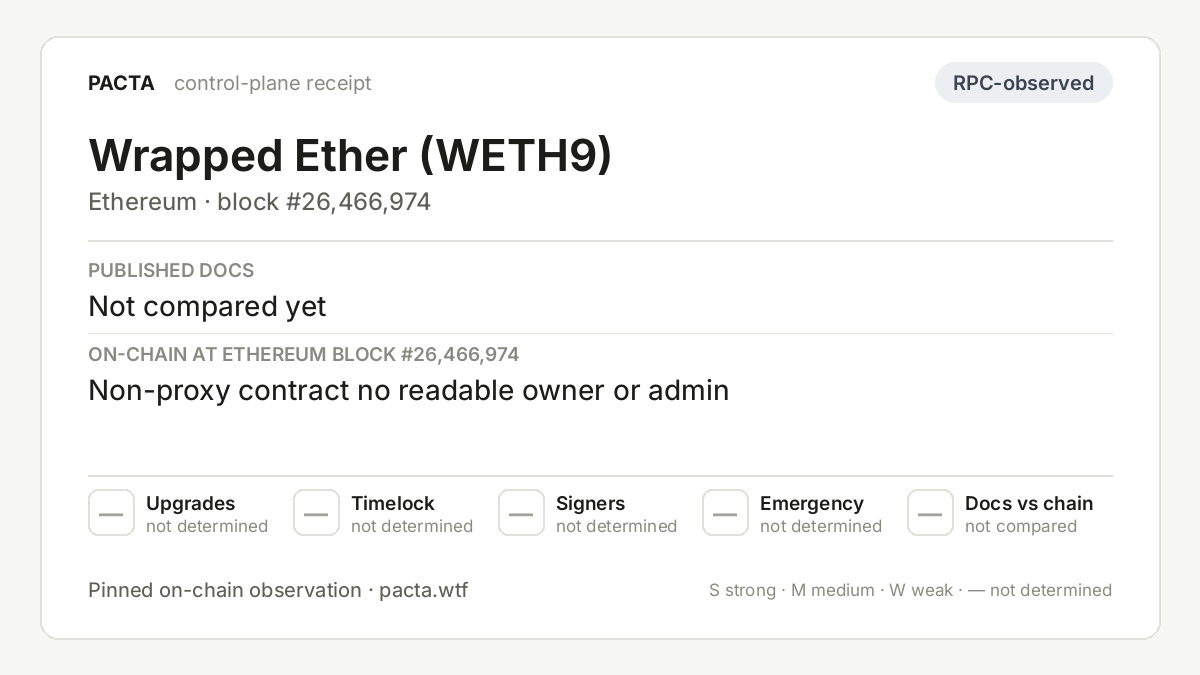 PACTA control-plane receipt
RPC-observed
Wrapped Ether (WETH9)
Ethereum · block #26,466,974
PUBLISHED DOCS
Not compared yet
ON-CHAIN AT ETHEREUM BLOCK #26,466,974
Non-proxy contract no readable owner or admin
— Upgrades
not determined
— Timelock
not determined
— Signers
not determined
— Emergency
not determined
— Docs vs chain
not compared
Pinned on-chain observation · pacta.wtf
S strong · M medium · W weak · — not determined